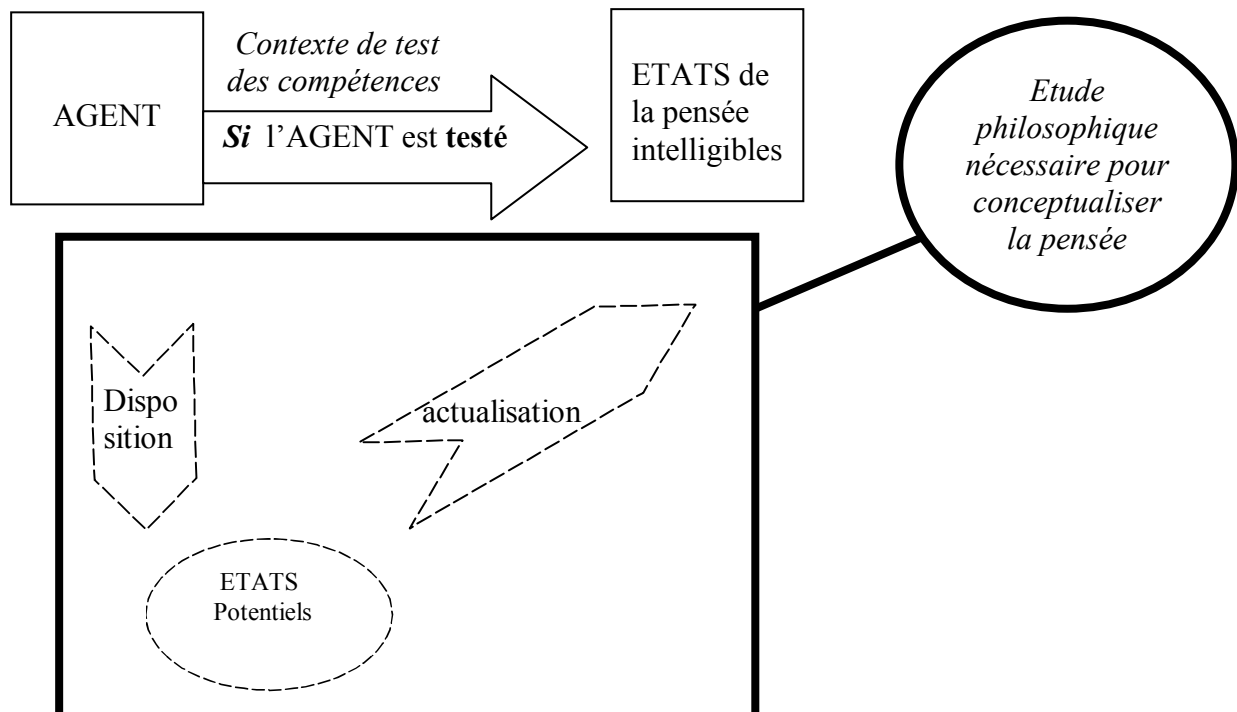 AGENT
Contexte de test
des compétences
Si l’AGENT est testé
ETATS de
la pensée
intelligibles
Etude
philosophique
nécessaire pour
conceptualiser
la pensée
Dispo
sition
actualisation
ETATS
Potentiels